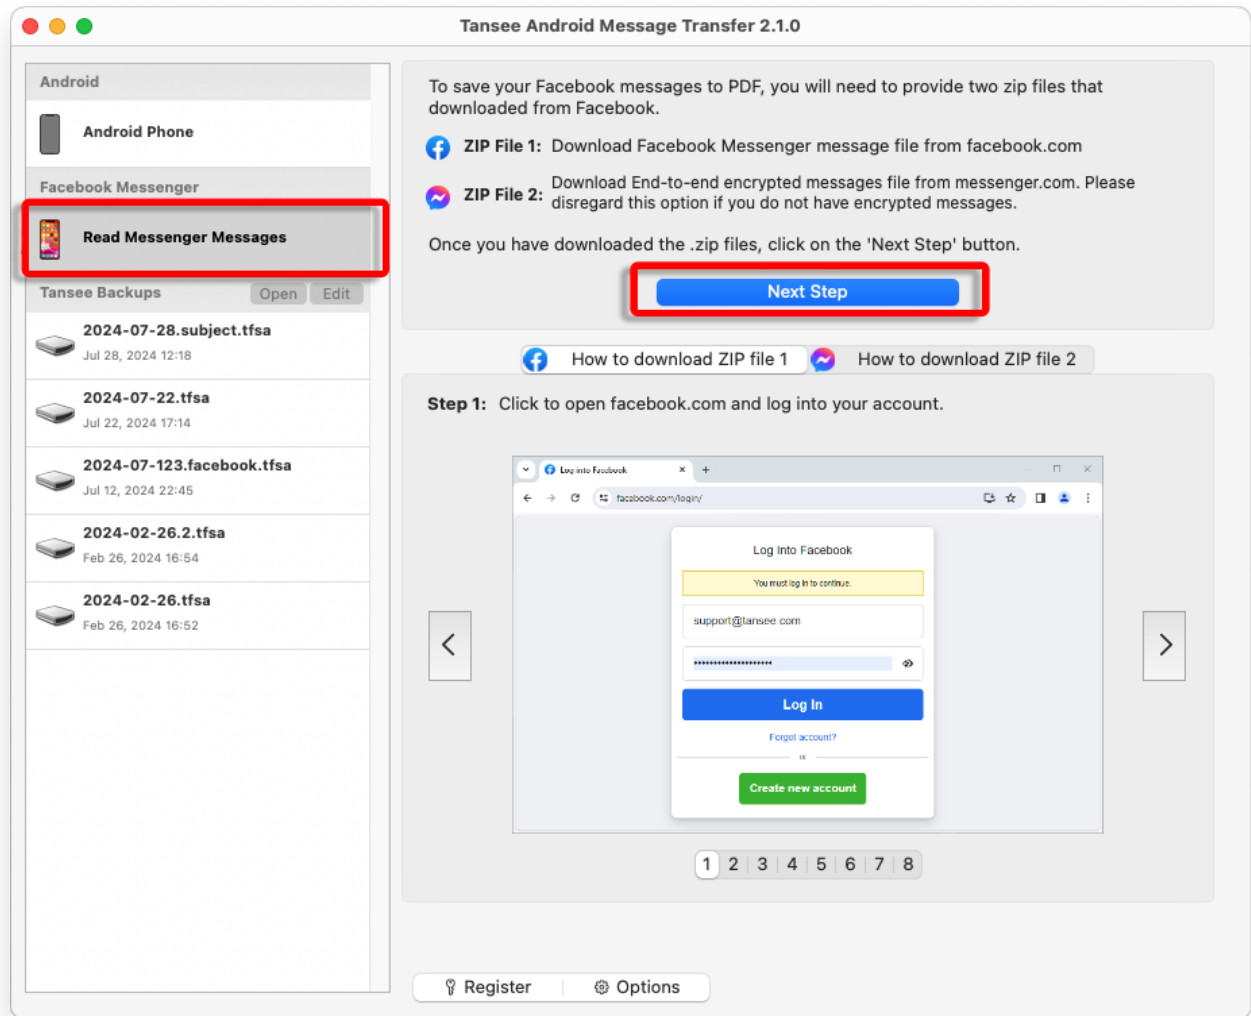 Tansee Android Message Transfer 2.1.0
Android
Android Phone
Facebook Messenger
Read Messenger Messages
Tansee Backups Open Edit
2024-07-28.subject.tfsa
Jul 28, 2024 12:18
2024-07-22.tfsa
Jul 22, 2024 17:14
2024-07-123.facebook.tfsa
Jul 12, 2024 22:45
2024-02-26.2.tfsa
Feb 26, 2024 16:54
2024-02-26.tfsa
Feb 26, 2024 16:52
To save your Facebook messages to PDF, you will need to provide two zip files that
downloaded from Facebook.
ZIP File 1: Download Facebook Messenger message file from facebook.com
ZIP File 2: Download End-to-end encrypted messages file from messenger.com. Please
disregard this option if you do not have encrypted messages.
Once you have downloaded the .zip files, click on the 'Next Step' button.
Next Step
How to download ZIP file 1 How to download ZIP file 2
Step 1: Click to open facebook.com and log into your account.
Log into Facebook
facebook.com/login/
Log Into Facebook
You must log in to continue.
support@tansee.com
Log In
Forgot account?
or
Create new account
1 2 3 4 5 6 7 8
Register Options